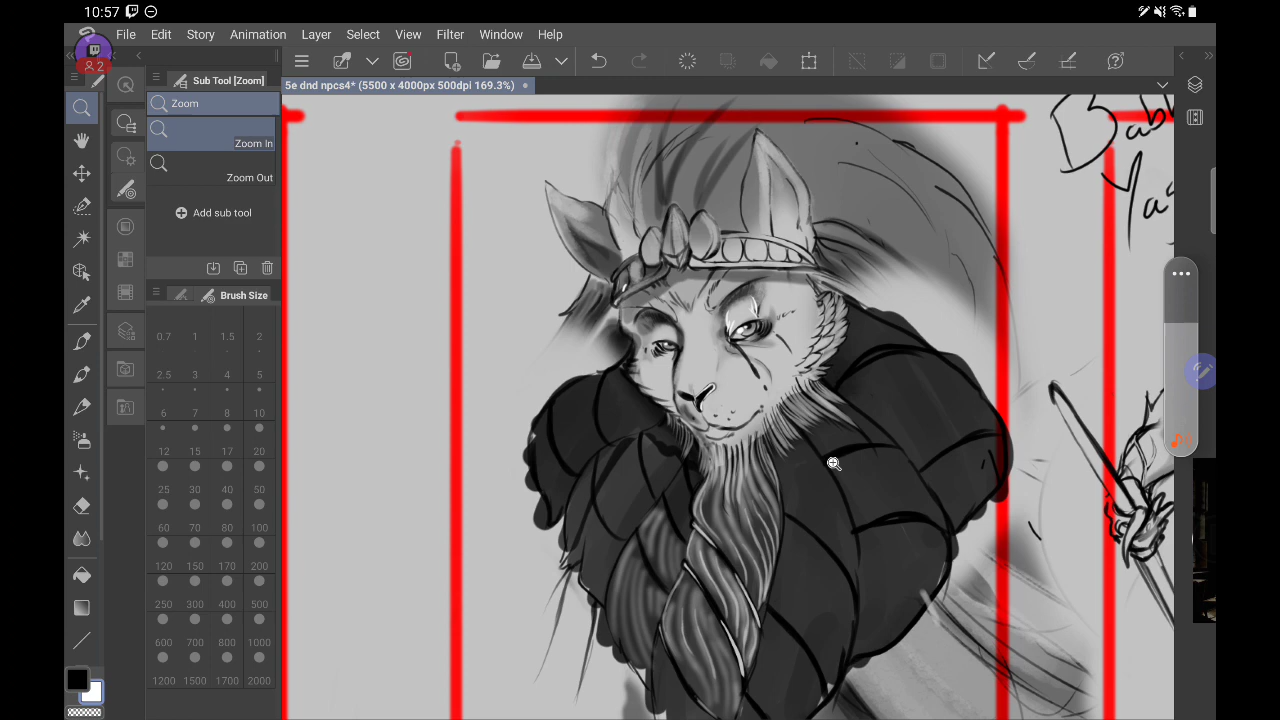 10:57
File Edit Story Animation Layer Select View Filter Window Help
2
Sub Tool [Zoom]
5e dnd npcs4* (5500 x 4000px 500dpi 169.3%)
Zoom
Zoom In
Zoom Out
Add sub tool
Brush Size
0.7 1 1.5 2
2.5 3 4 5
6 7 8 10
12 15 17 20
25 30 40 50
60 70 80 100
120 150 170 200
250 300 400 500
600 700 800 1000
1200 1500 1700 2000